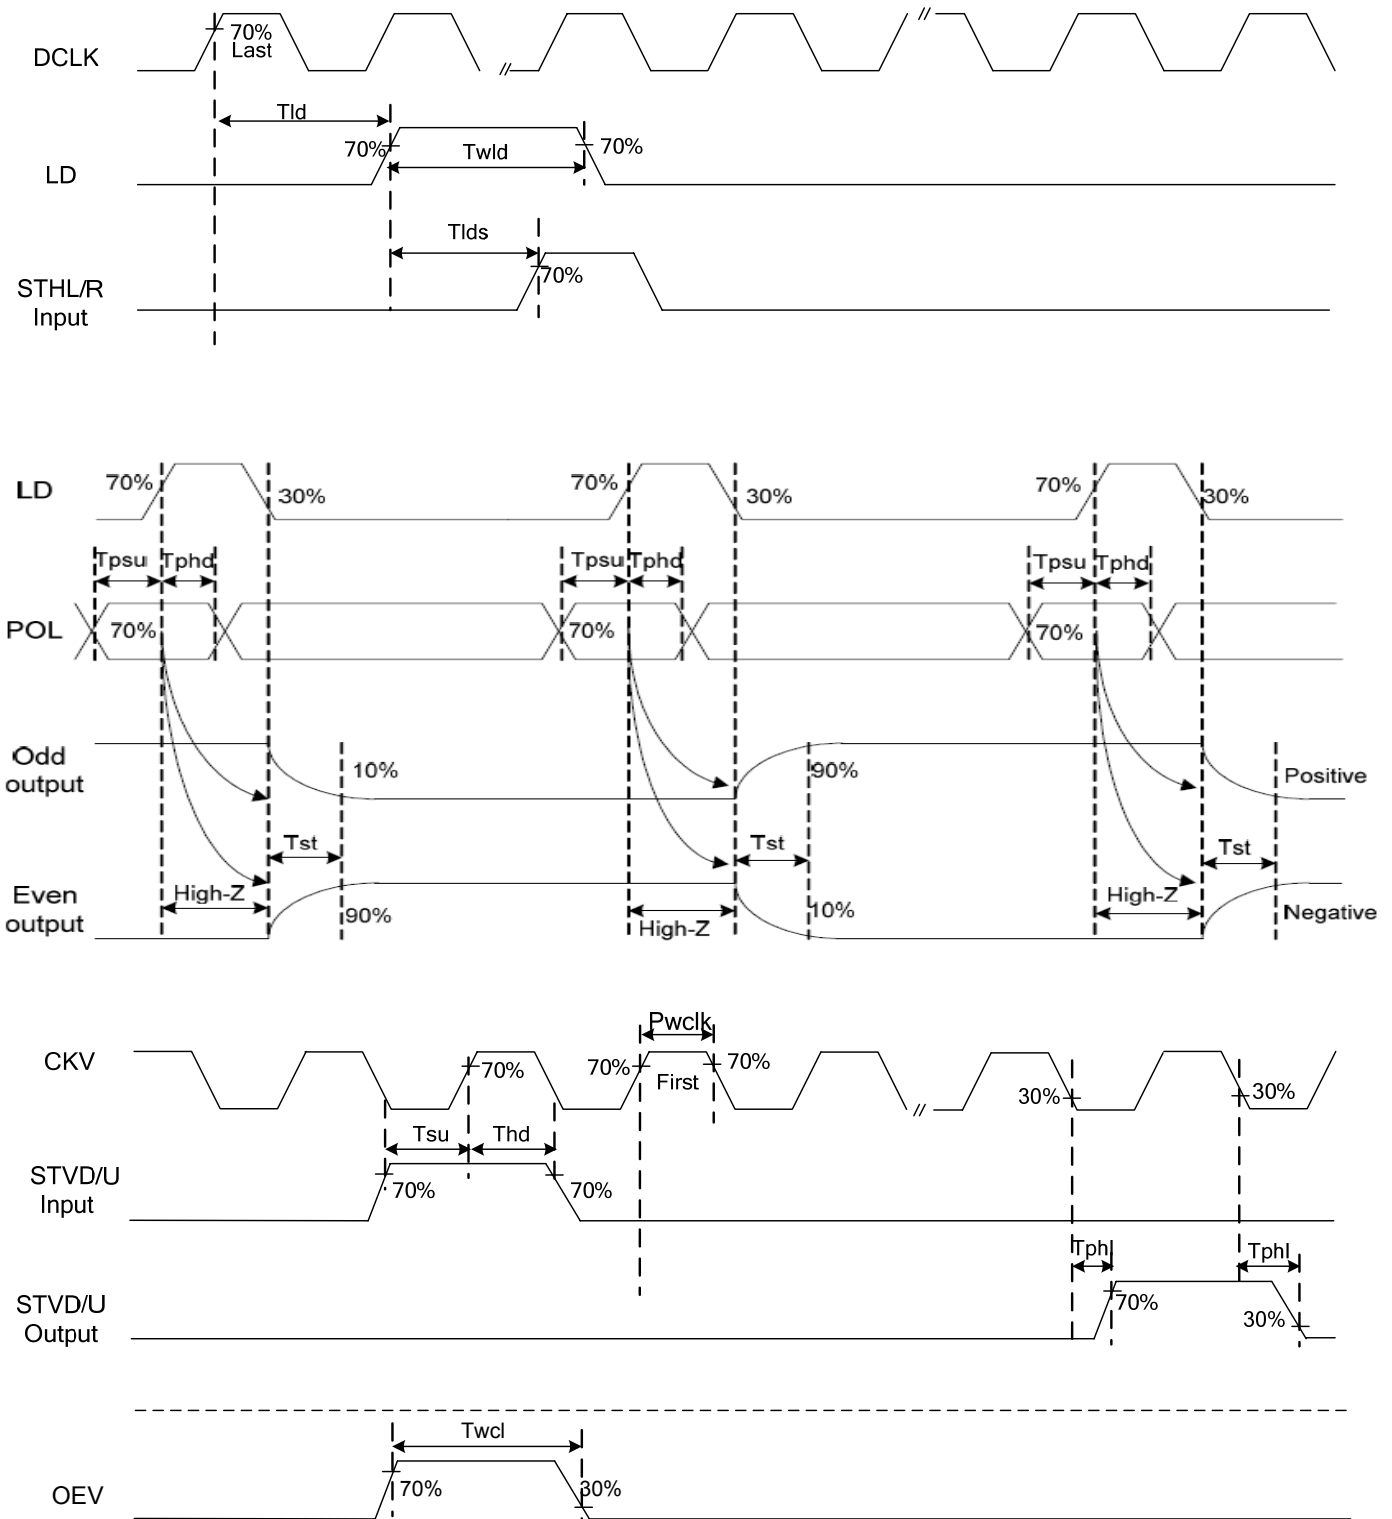 70%
Last
DCLK
Tld
70%
Twld
70%
LD
Tlds
70%
STHL/R
Input
LD
70%
30%
70%
30%
70%
30%
Tpsu
Tphd
Tpsu
Tphd
Tpsu
Tphd
POL
70%
70%
70%
Odd
output
10%
90%
Positive
Tst
Tst
Tst
Even
output
High-Z
90%
High-Z
10%
High-Z
Negative
Pwclk
CKV
70%
70%
First
70%
30%
30%
Tsu
Thd
STVD/U
Input
70%
70%
Tphl
Tphl
STVD/U
Output
70%
30%
Twcl
OEV
70%
30%